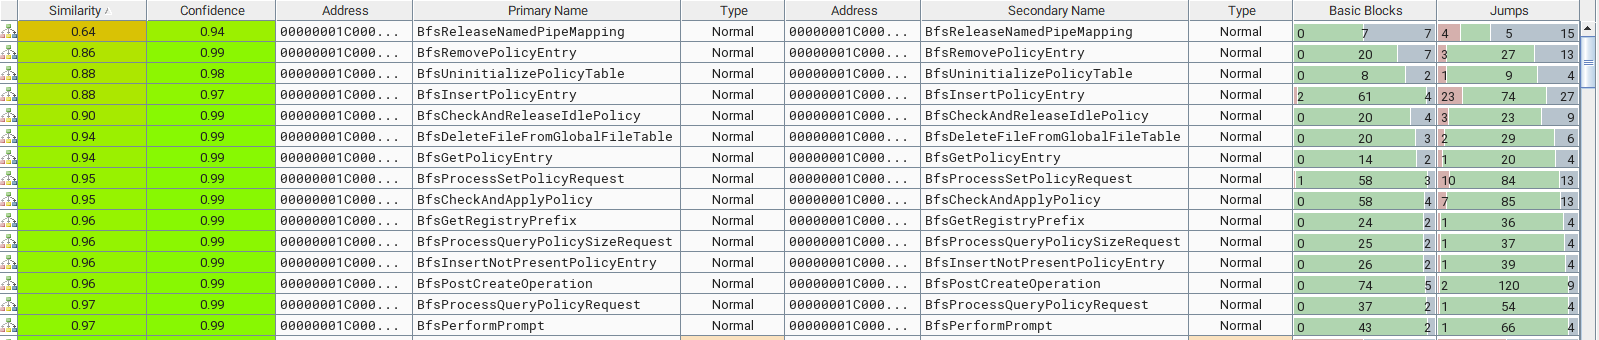 Similarity / Confidence Address Primary Name Type Address Secondary Name Type Basic Blocks Jumps
0.64 0.94 00000001C000... BfsReleaseNamedPipeMapping Normal 00000001C000... BfsReleaseNamedPipeMapping Normal 0 7 7 4 5 15
0.86 0.99 00000001C000... BfsRemovePolicyEntry Normal 00000001C000... BfsRemovePolicyEntry Normal 0 20 7 3 27 13
0.88 0.98 00000001C000... BfsUninitializePolicyTable Normal 00000001C000... BfsUninitializePolicyTable Normal 0 8 2 1 9 4
0.88 0.97 00000001C000... BfsInsertPolicyEntry Normal 00000001C000... BfsInsertPolicyEntry Normal 2 61 4 23 74 27
0.90 0.99 00000001C000... BfsCheckAndReleaseIdlePolicy Normal 00000001C000... BfsCheckAndReleaseIdlePolicy Normal 0 20 4 3 23 9
0.94 0.99 00000001C000... BfsDeleteFileFromGlobalFileTable Normal 00000001C000... BfsDeleteFileFromGlobalFileTable Normal 0 20 3 2 29 6
0.94 0.99 00000001C000... BfsGetPolicyEntry Normal 00000001C000... BfsGetPolicyEntry Normal 0 14 2 1 20 4
0.95 0.99 00000001C000... BfsProcessSetPolicyRequest Normal 00000001C000... BfsProcessSetPolicyRequest Normal 1 58 3 10 84 13
0.95 0.99 00000001C000... BfsCheckAndApplyPolicy Normal 00000001C000... BfsCheckAndApplyPolicy Normal 0 58 4 7 85 13
0.96 0.99 00000001C000... BfsGetRegistryPrefix Normal 00000001C000... BfsGetRegistryPrefix Normal 0 24 2 1 36 4
0.96 0.99 00000001C000... BfsProcessQueryPolicySizeRequest Normal 00000001C000... BfsProcessQueryPolicySizeRequest Normal 0 25 2 1 37 4
0.96 0.99 00000001C000... BfsInsertNotPresentPolicyEntry Normal 00000001C000... BfsInsertNotPresentPolicyEntry Normal 0 26 2 1 39 4
0.96 0.99 00000001C000... BfsPostCreateOperation Normal 00000001C000... BfsPostCreateOperation Normal 0 74 5 2 120 9
0.97 0.99 00000001C000... BfsProcessQueryPolicyRequest Normal 00000001C000... BfsProcessQueryPolicyRequest Normal 0 37 2 1 54 4
0.97 0.99 00000001C000... BfsPerformPrompt Normal 00000001C000... BfsPerformPrompt Normal 0 43 2 1 66 4